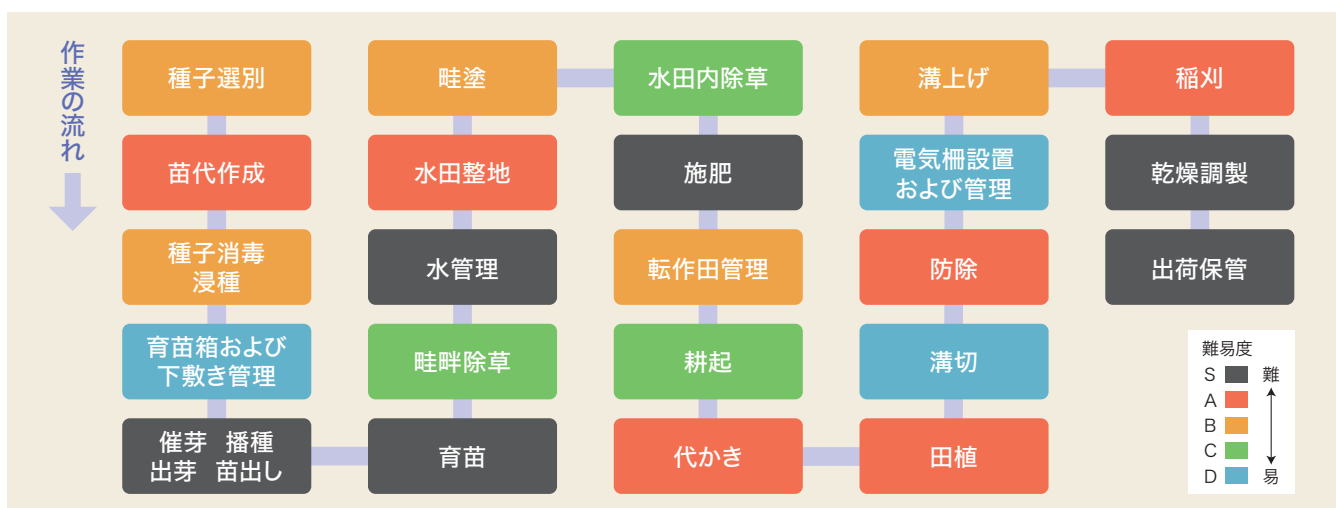 作業の流れ
種子選別
苗代作成
種子消毒
浸種
育苗箱および
下敷き管理
催芽 播種
出芽 苗出し
育苗
畦畔除草
水管理
水田整地
畦塗
水田内除草
施肥
転作田管理
耕起
代かき
田植
溝切
防除
電気柵設置
および管理
溝上げ
稲刈
乾燥調製
出荷保管
難易度
S 難
A
B
C
D 易